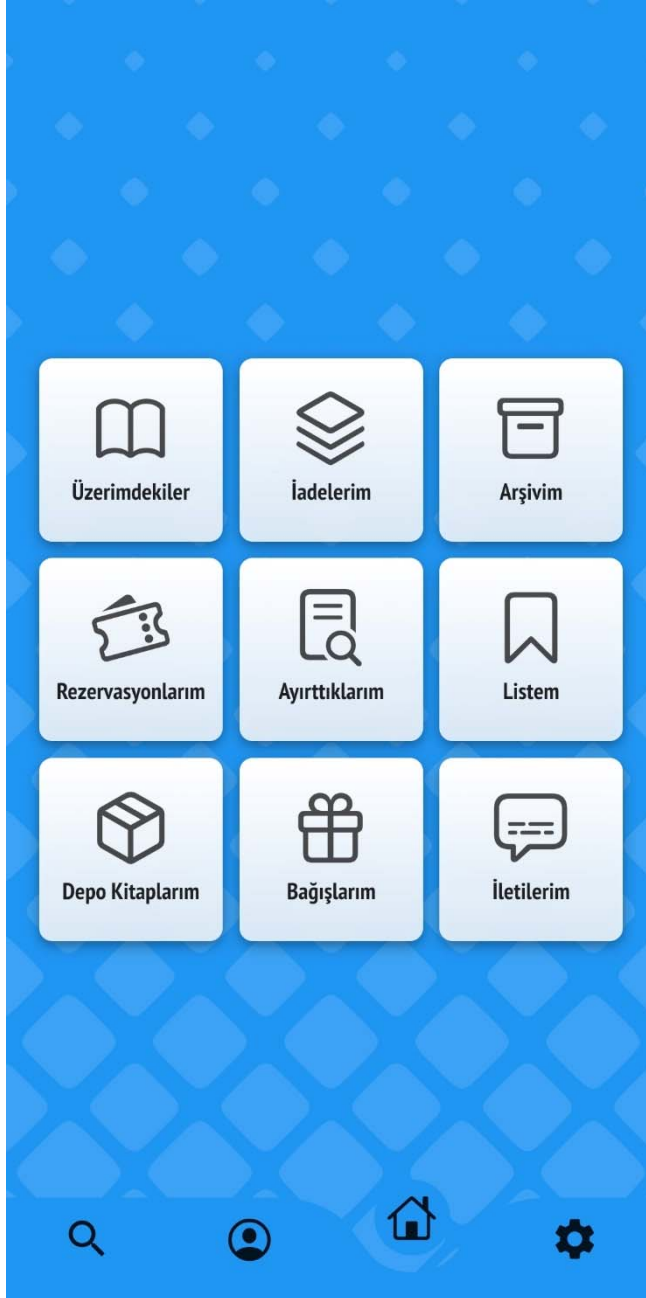 Üzerimdekiler
İadelerim
Arşivim
Rezervasyonlarım
Ayırttıklarım
Listem
Depo Kitaplarım
Bağışlarım
İletilerim